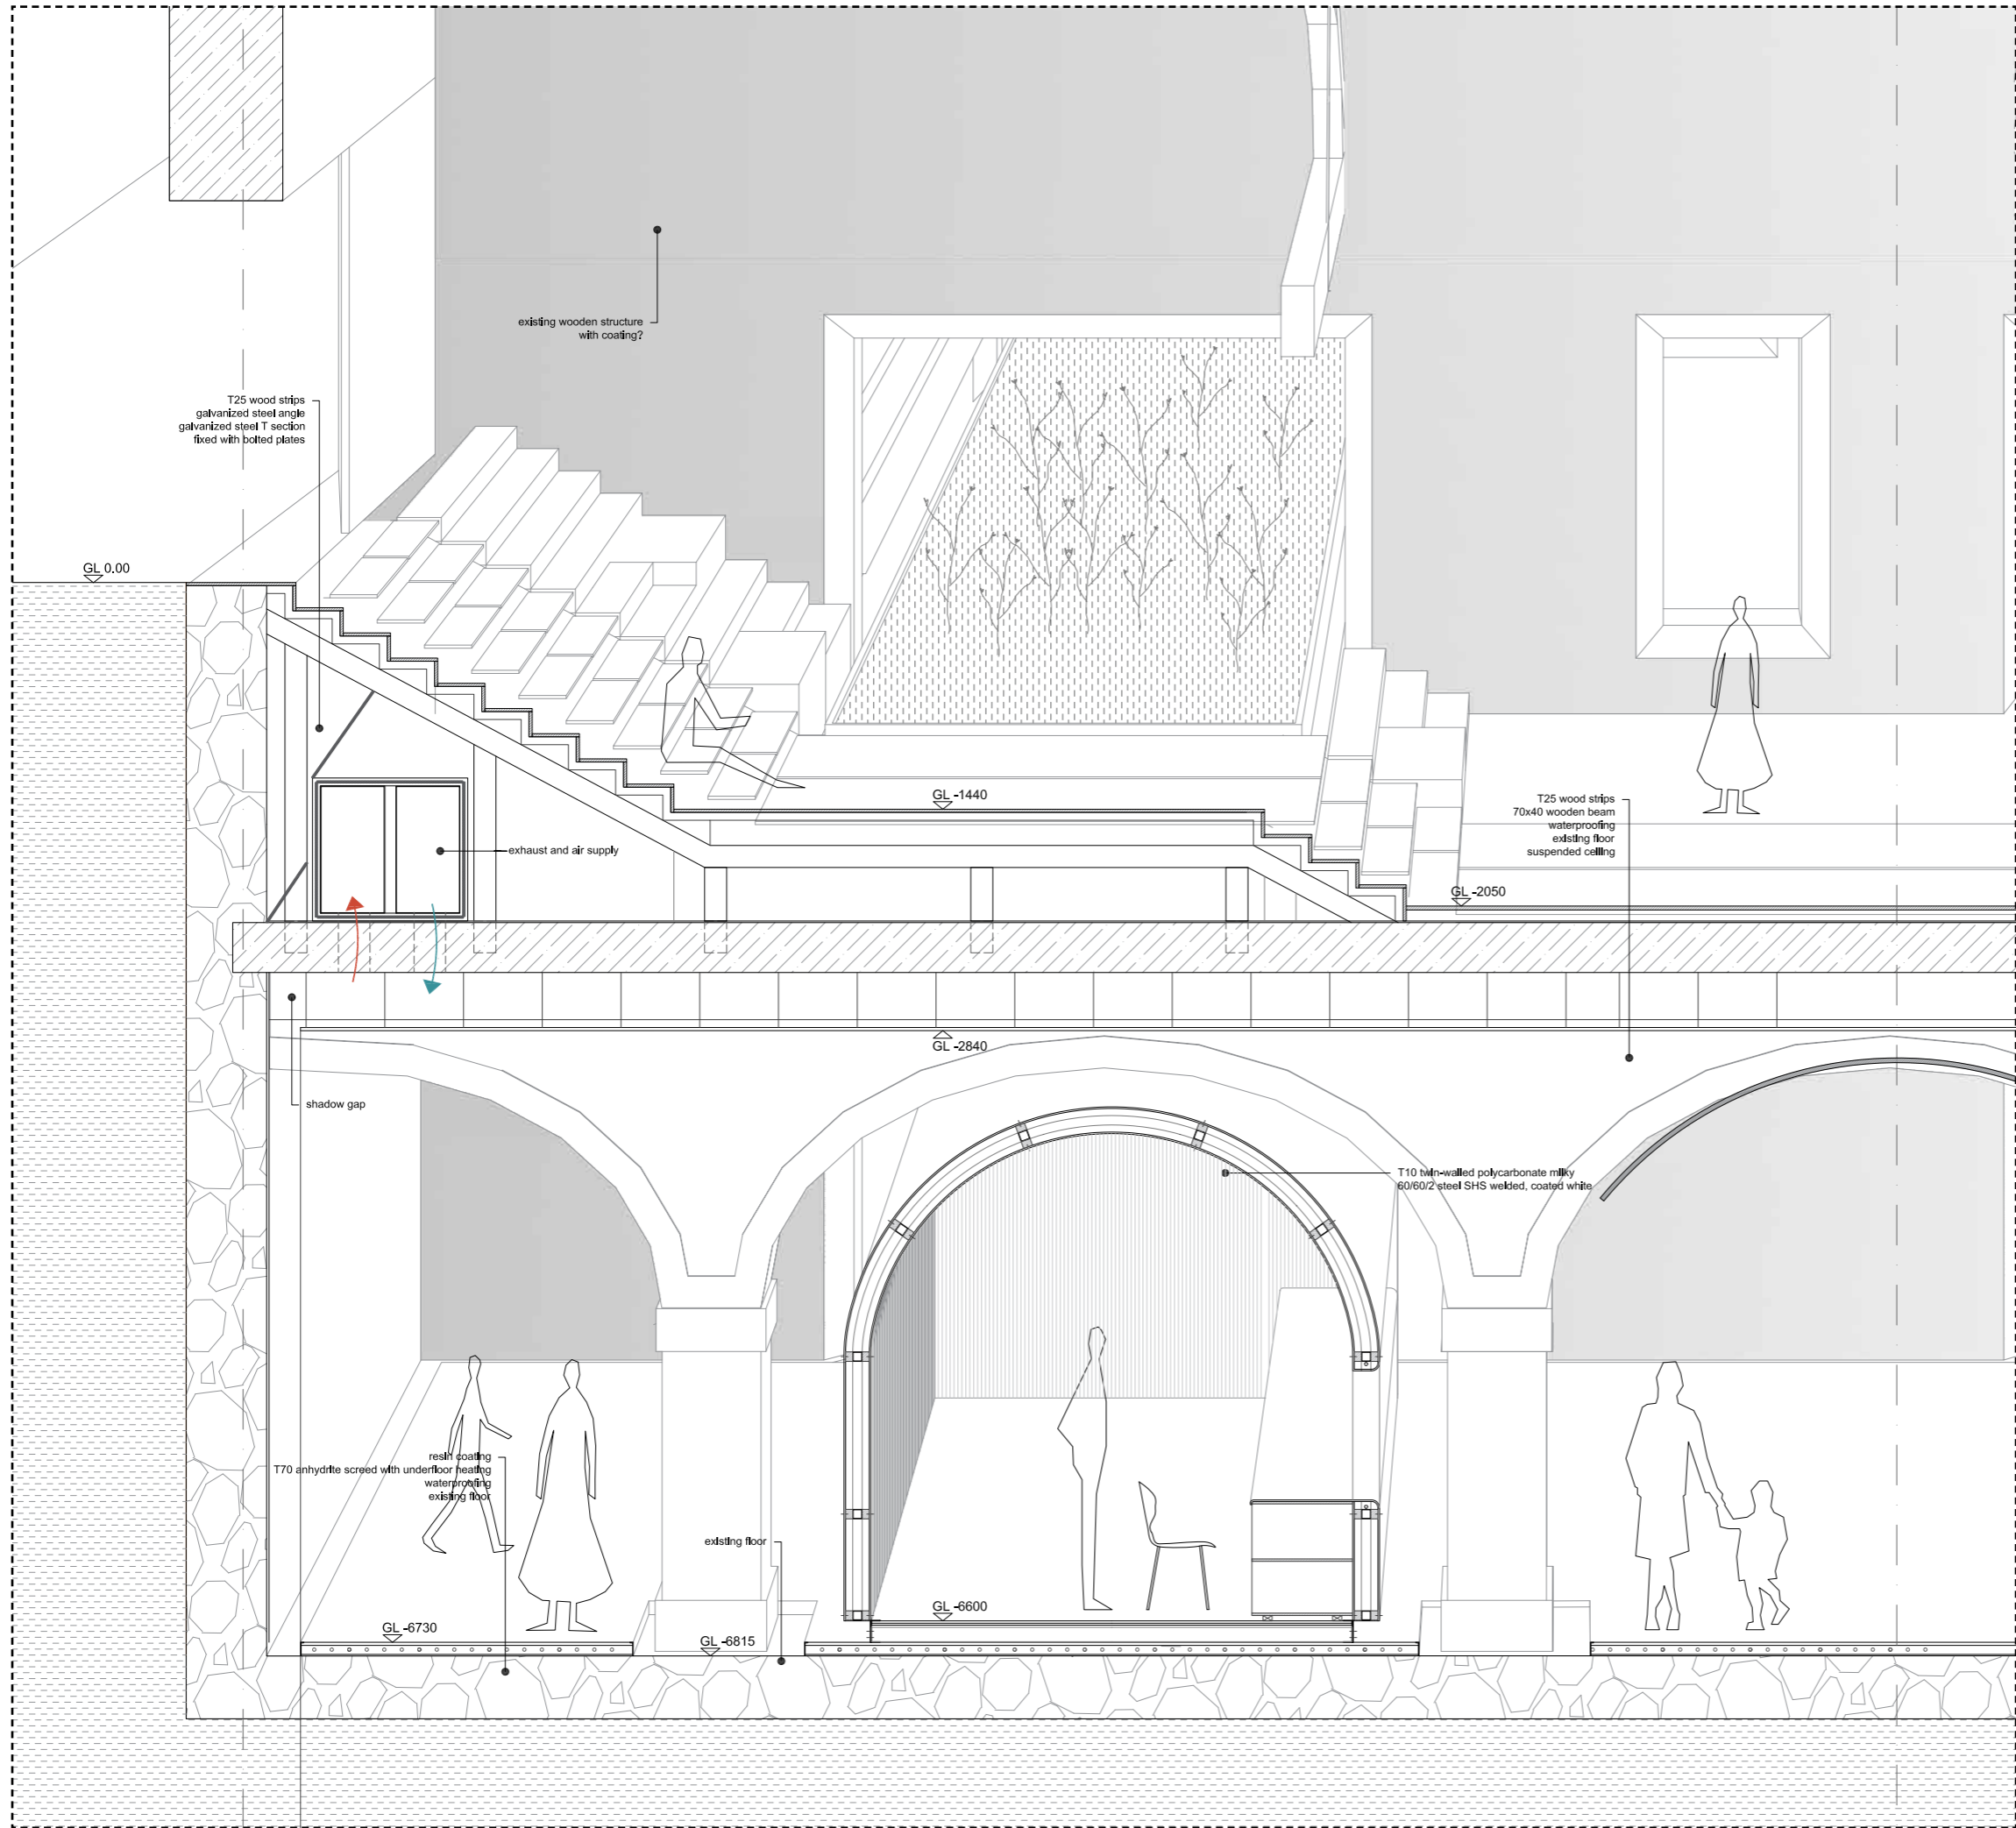 existing wooden structure
with coating?
T25 wood strips
galvanized steel angle
galvanized steel T section
fixed with bolted plates
GL 0.00
GL -1440
T25 wood strips
70x40 wooden beam
waterproofing
existing floor
suspended ceiling
exhaust and air supply
GL -2050
GL -2840
shadow gap
T10 twin-walled polycarbonate milky
60/60/2 steel SHS welded, coated white
resin coating
T70 anhydrite screed with underfloor heating
waterproofing
existing floor
existing floor
GL -6600
GL -6730
GL -6815